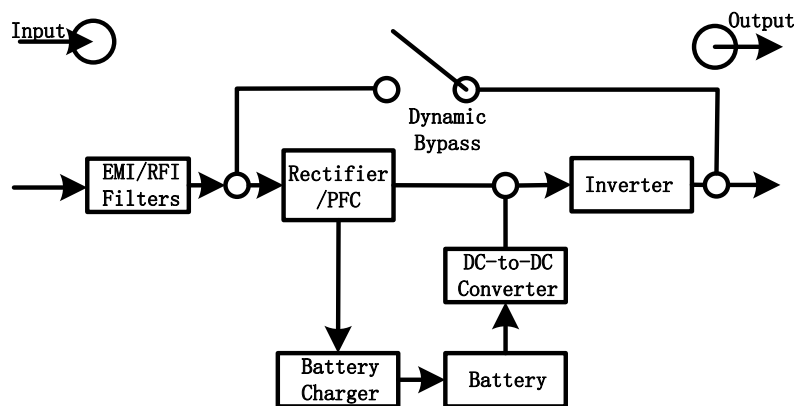 Input
Output
Dynamic
Bypass
EMI/RFI
Filters
Rectifier
/PFC
Inverter
DC-to-DC
Converter
Battery
Charger
Battery